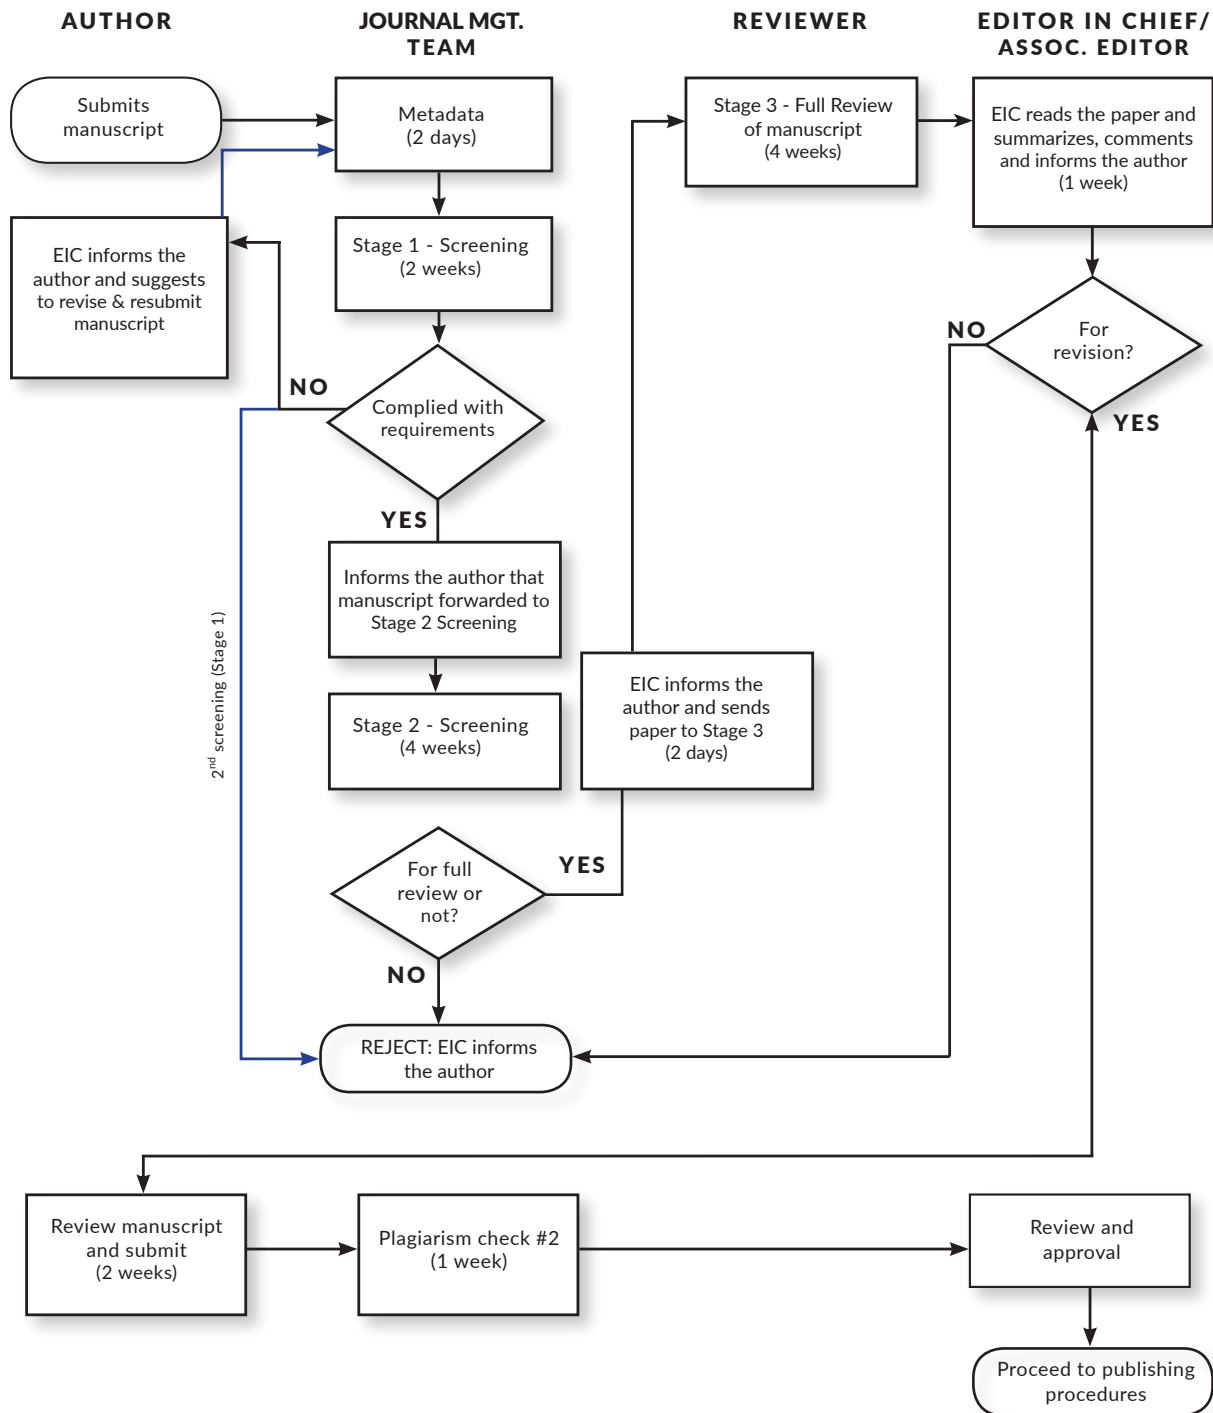 AUTHOR
JOURNAL MGT.
TEAM
REVIEWER
EDITOR IN CHIEF/
ASSOC. EDITOR
Submits
manuscript
Metadata
(2 days)
Stage 3 - Full Review
of manuscript
(4 weeks)
EIC reads the paper and
summarizes, comments
and informs the author
(1 week)
EIC informs the
author and suggests
to revise & resubmit
manuscript
Stage 1 - Screening
(2 weeks)
NO
Complied with
requirements
NO
For
revision?
YES
YES
Informs the author that
manuscript forwarded to
Stage 2 Screening
2nd screening (Stage 1)
Stage 2 - Screening
(4 weeks)
EIC informs the
author and sends
paper to Stage 3
(2 days)
For full
review or
not?
YES
NO
REJECT: EIC informs
the author
Review manuscript
and submit
(2 weeks)
Plagiarism check #2
(1 week)
Review and
approval
Proceed to publishing
procedures